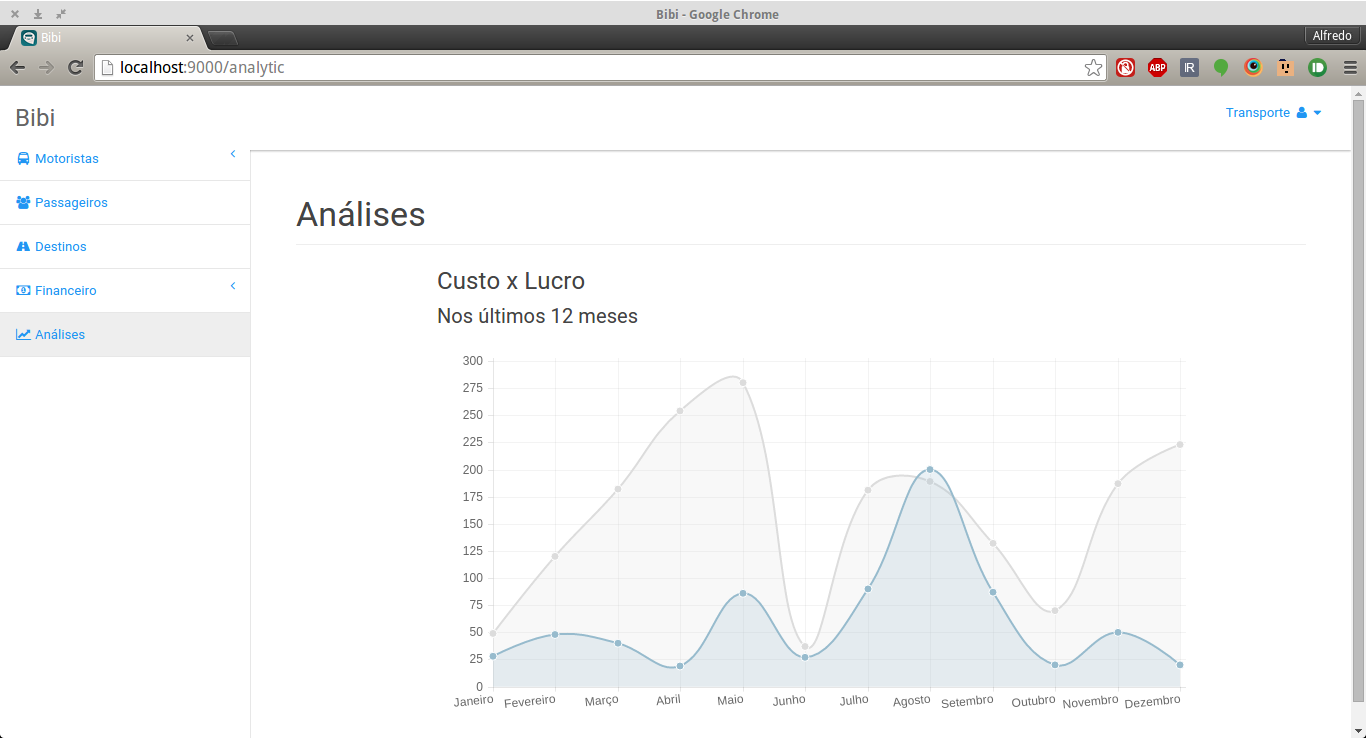 Bibi - Google Chrome
Bibi
Alfredo
localhost:9000/analytic
ABP
IR
Bibi
Transporte
Motoristas
Passageiros
Destinos
Financeiro
Análises
Análises
Custo x Lucro
Nos últimos 12 meses
300
275
250
225
200
175
150
125
100
75
50
25
0
Janeiro Fevereiro Março Abril Maio Junho Julho Agosto Setembro Outubro Novembro Dezembro